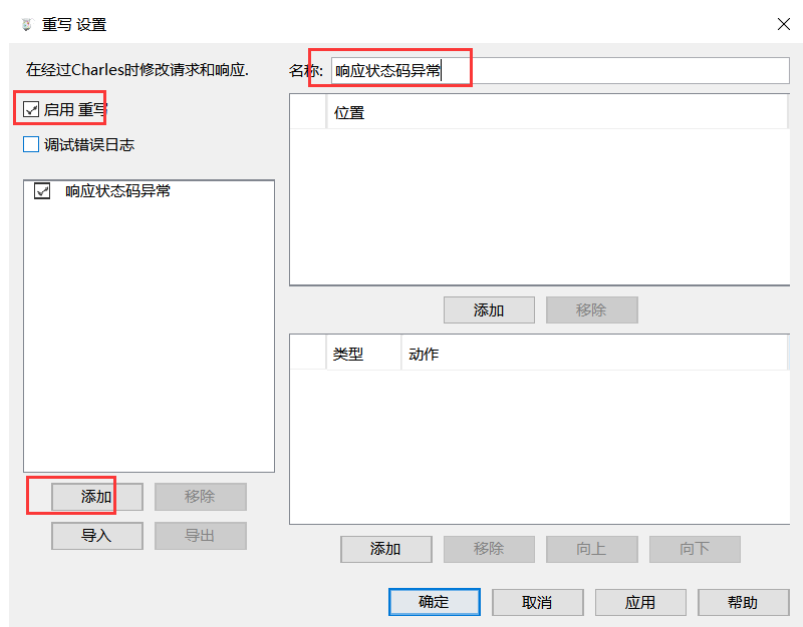 重写 设置
在经过Charles时修改请求和响应.
名称: 响应状态码异常
启用 重写
位置
调试错误日志
响应状态码异常
添加 移除
类型 动作
添加 移除
导入 导出
添加 移除 向上 向下
确定 取消 应用 帮助